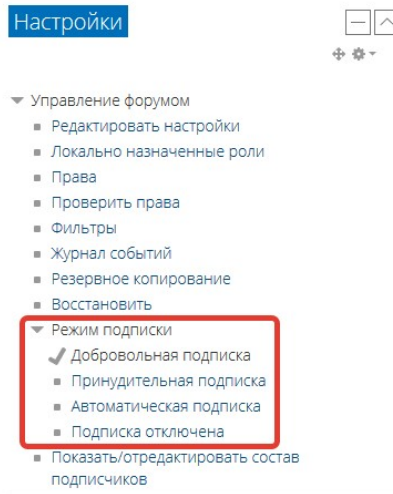 Настройки
Управление форумом
Редактировать настройки
Локально назначенные роли
Права
Проверить права
Фильтры
Журнал событий
Резервное копирование
Восстановить
Режим подписки
Добровольная подписка
Принудительная подписка
Автоматическая подписка
Подписка отключена
Показать/отредактировать состав
подписчиков